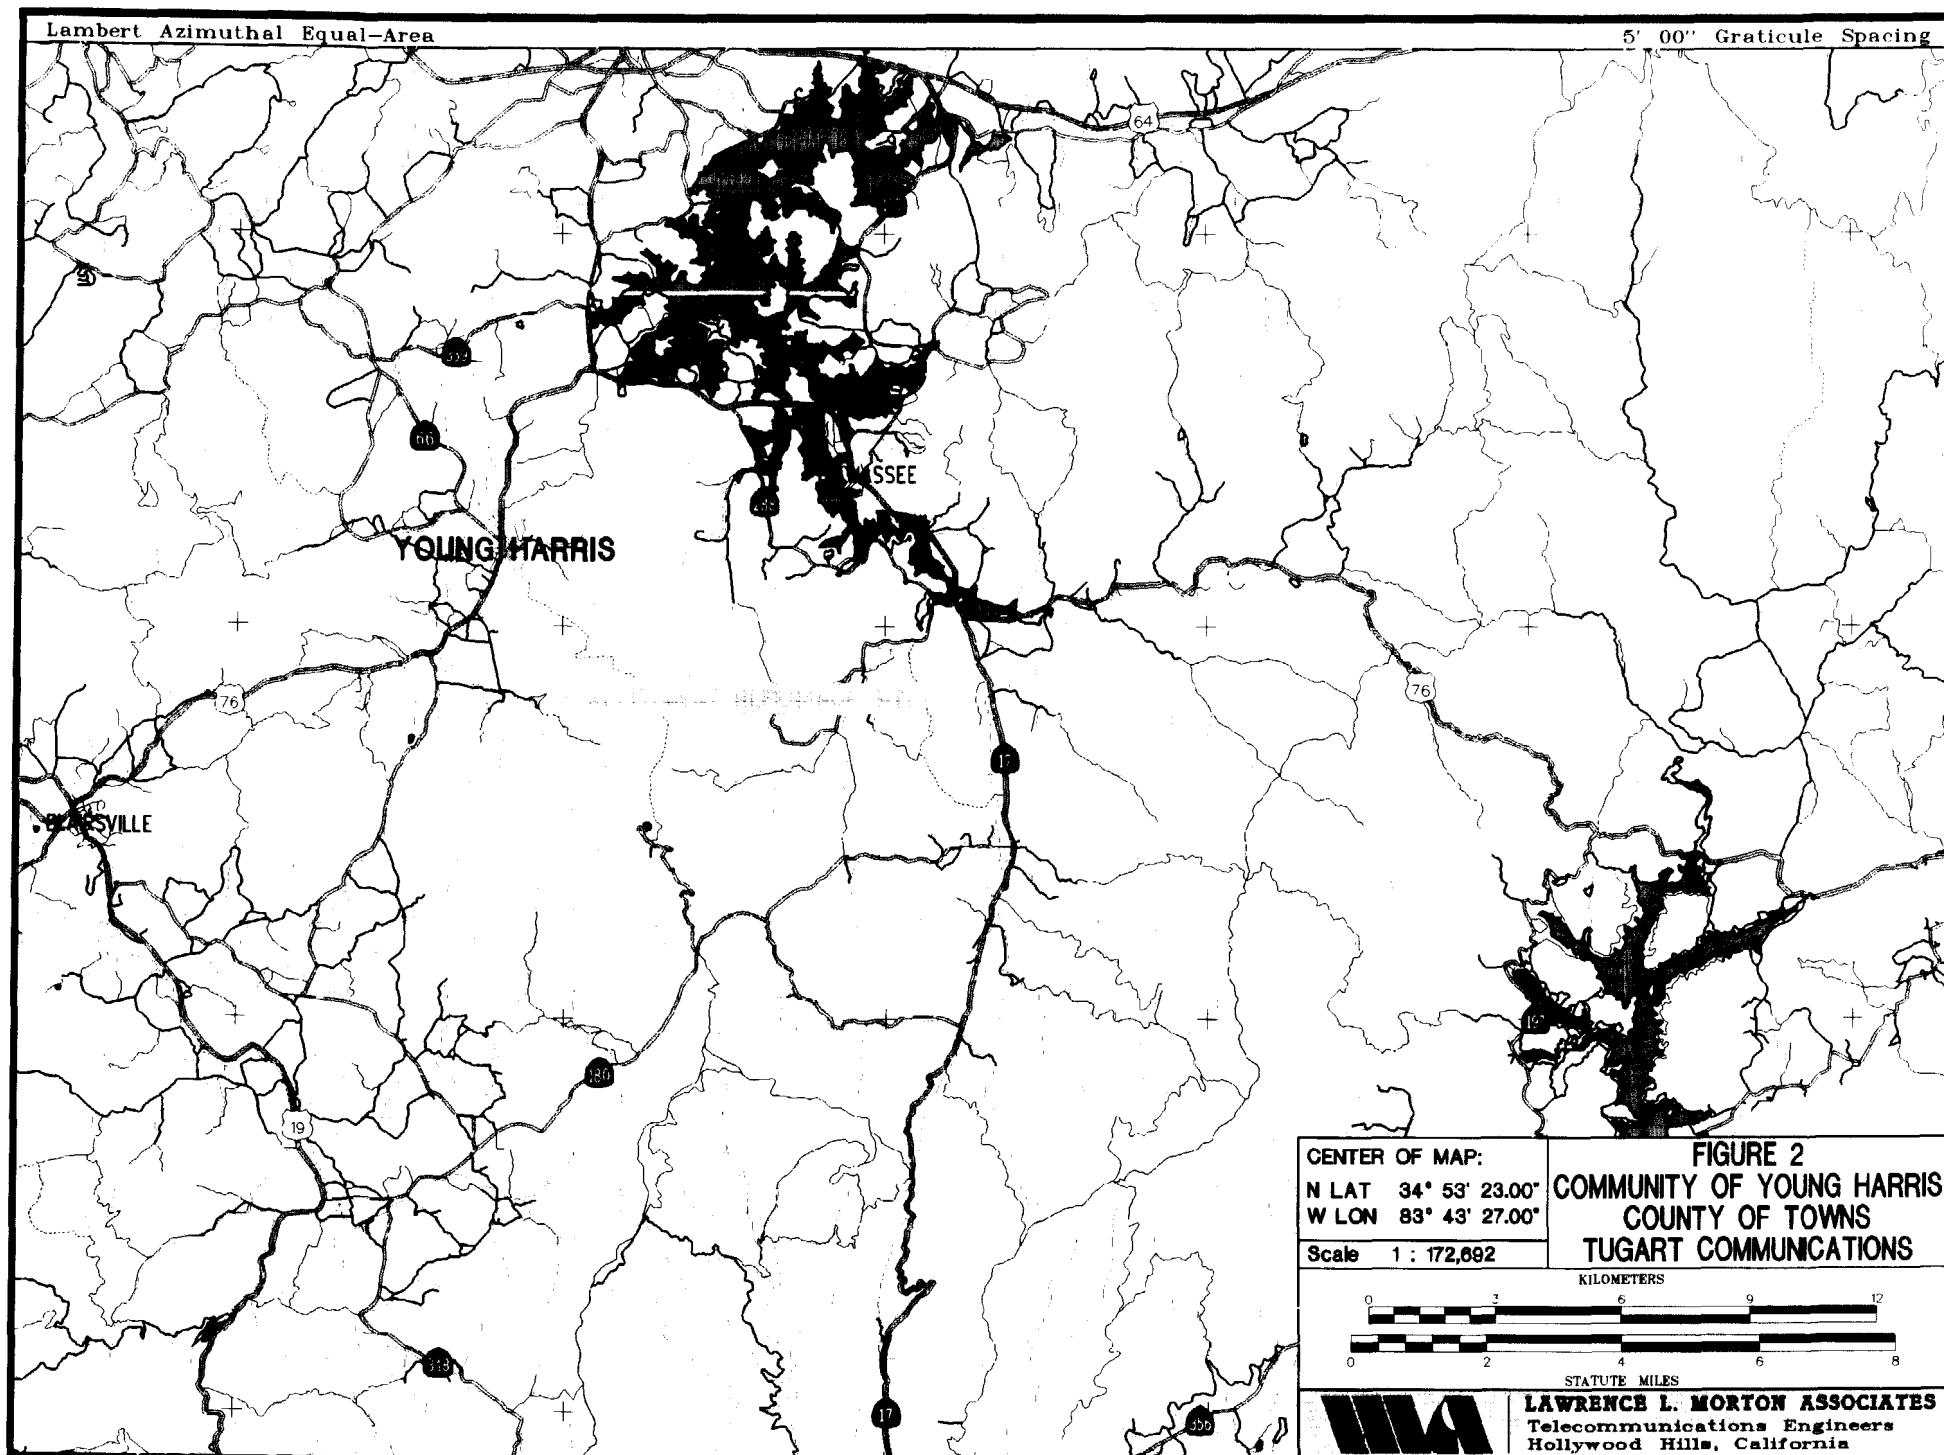 Lambert Azimuthal Equal-Area
5' 00'' Graticule Spacing
64
66
SSEE
YOUNG HARRIS
76
76
17
BLAIRSVILLE
180
19
17
CENTER OF MAP:
N LAT 34° 53' 23.00"
W LON 83° 43' 27.00"
Scale 1 : 172,692
FIGURE 2
COMMUNITY OF YOUNG HARRIS
COUNTY OF TOWNS
TUGART COMMUNICATIONS
KILOMETERS
0 3 6 9 12
0 2 4 6 8
STATUTE MILES
LAWRENCE L. MORTON ASSOCIATES
Telecommunications Engineers
Hollywood Hills, California